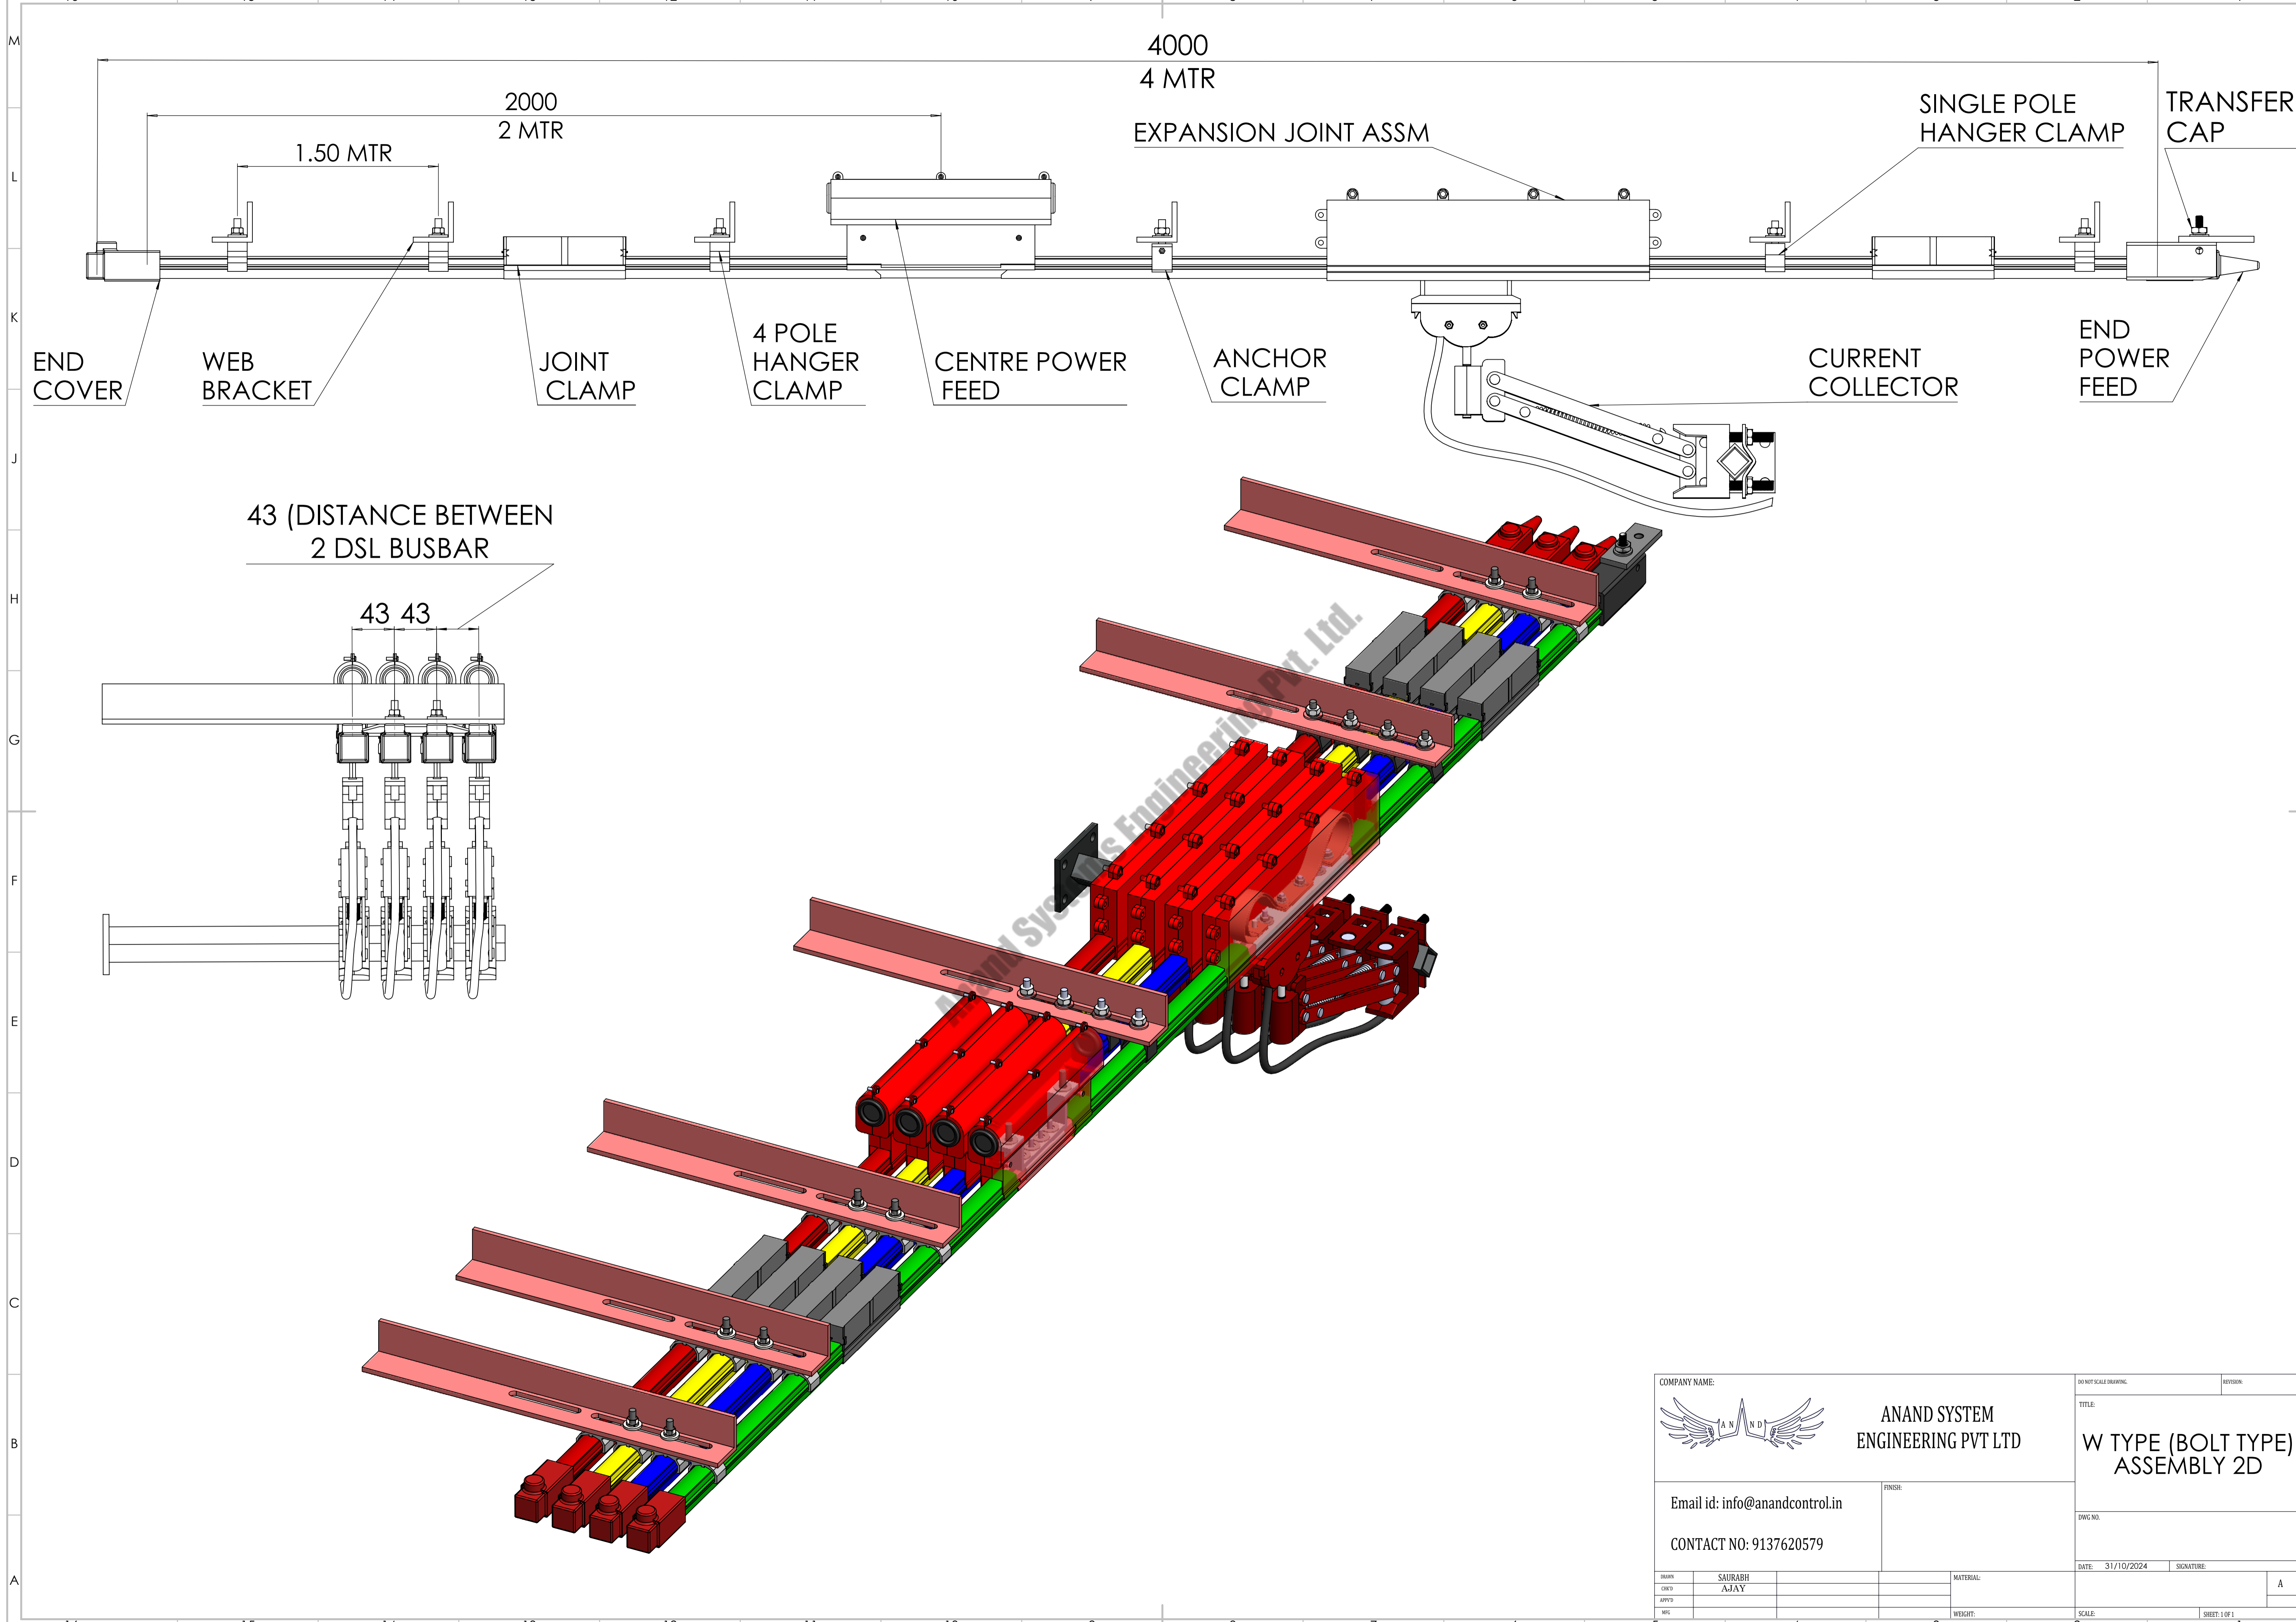 4000
4 MTR
2000
2 MTR
1.50 MTR
EXPANSION JOINT ASSM
SINGLE POLE
HANGER CLAMP
TRANSFER
CAP
END
COVER
WEB
BRACKET
JOINT
CLAMP
4 POLE
HANGER
CLAMP
CENTRE POWER
FEED
ANCHOR
CLAMP
CURRENT
COLLECTOR
END
POWER
FEED
43 (DISTANCE BETWEEN
2 DSL BUSBAR
43 43
Anand Systems Engineering Pvt. Ltd.
M
L
K
J
H
G
F
E
D
C
B
A
COMPANY NAME:
A N N D
ANAND SYSTEM
ENGINEERING PVT LTD
Email id: info@anandcontrol.in
CONTACT NO: 9137620579
FINISH:
DO NOT SCALE DRAWING
REVISION:
TITLE:
W TYPE (BOLT TYPE)
ASSEMBLY 2D
DWG NO.
DATE: 31/10/2024
SIGNATURE:
DRAWN SAURABH
CHK'D AJAY
APPV'D
MFG
MATERIAL:
WEIGHT:
A
SCALE:
SHEET: 1 OF 1